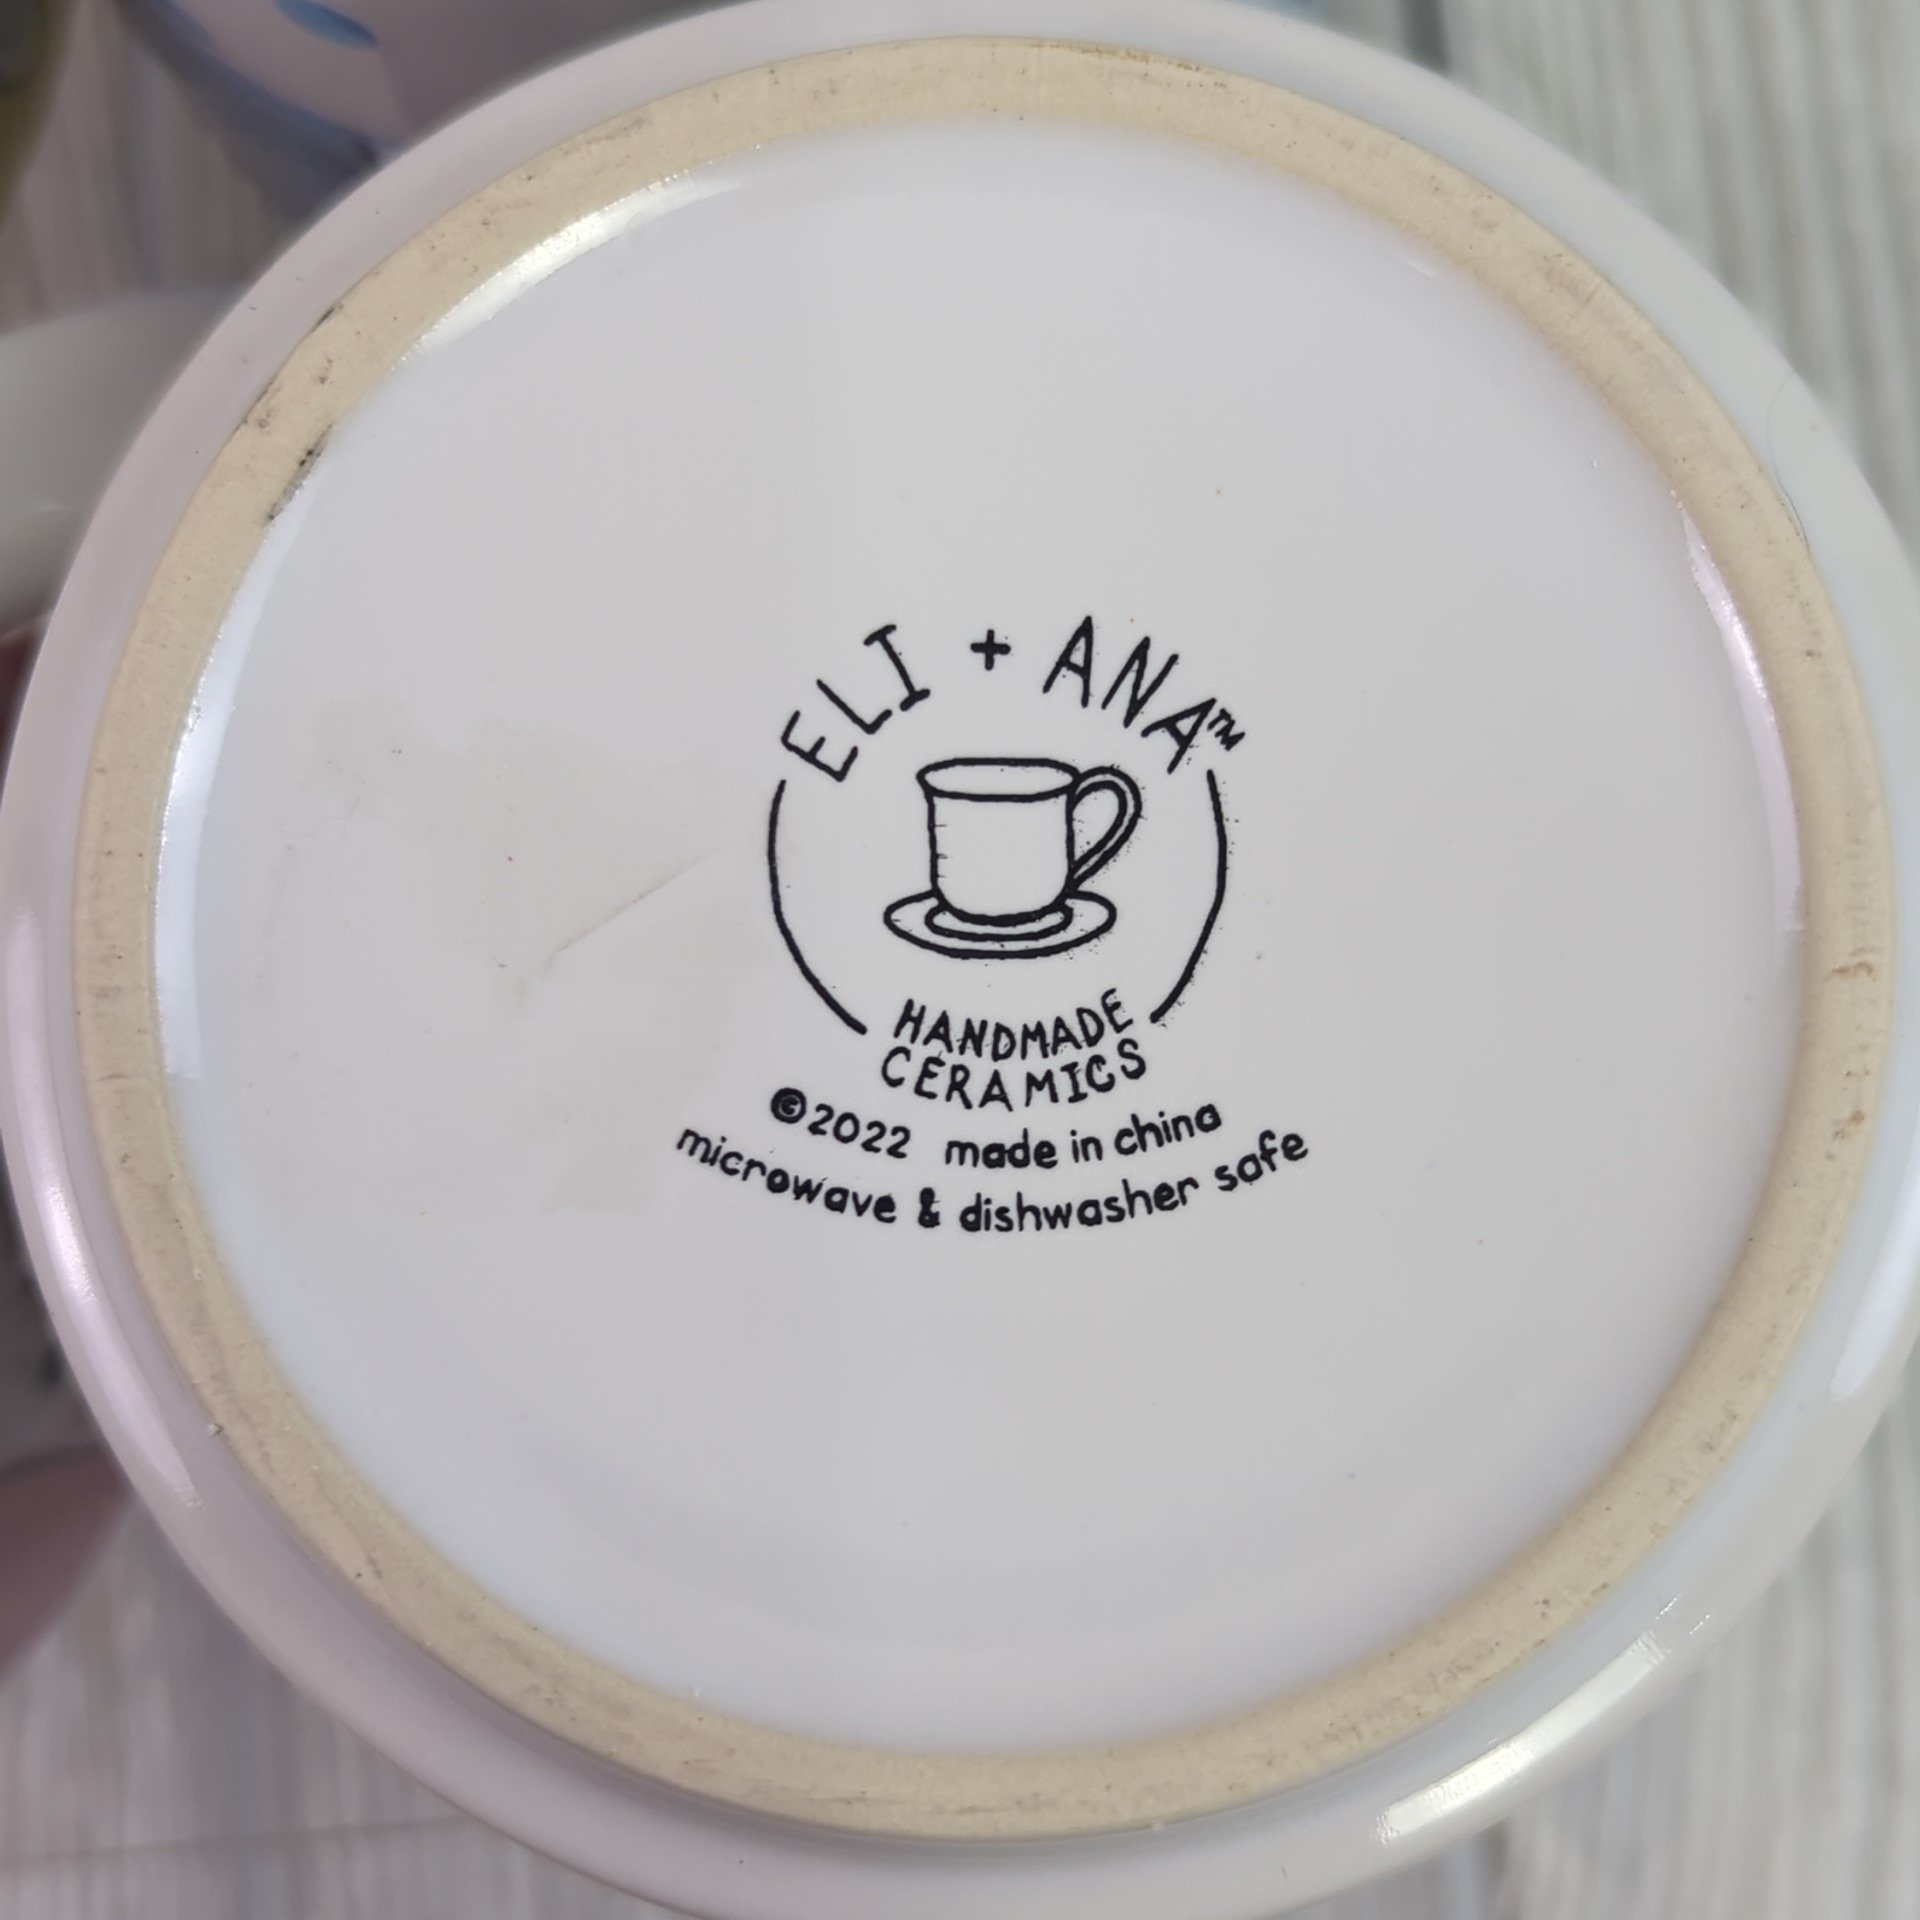 ELI + ANA™
HANDMADE
CERAMICS
©2022 made in china
microwave & dishwasher safe